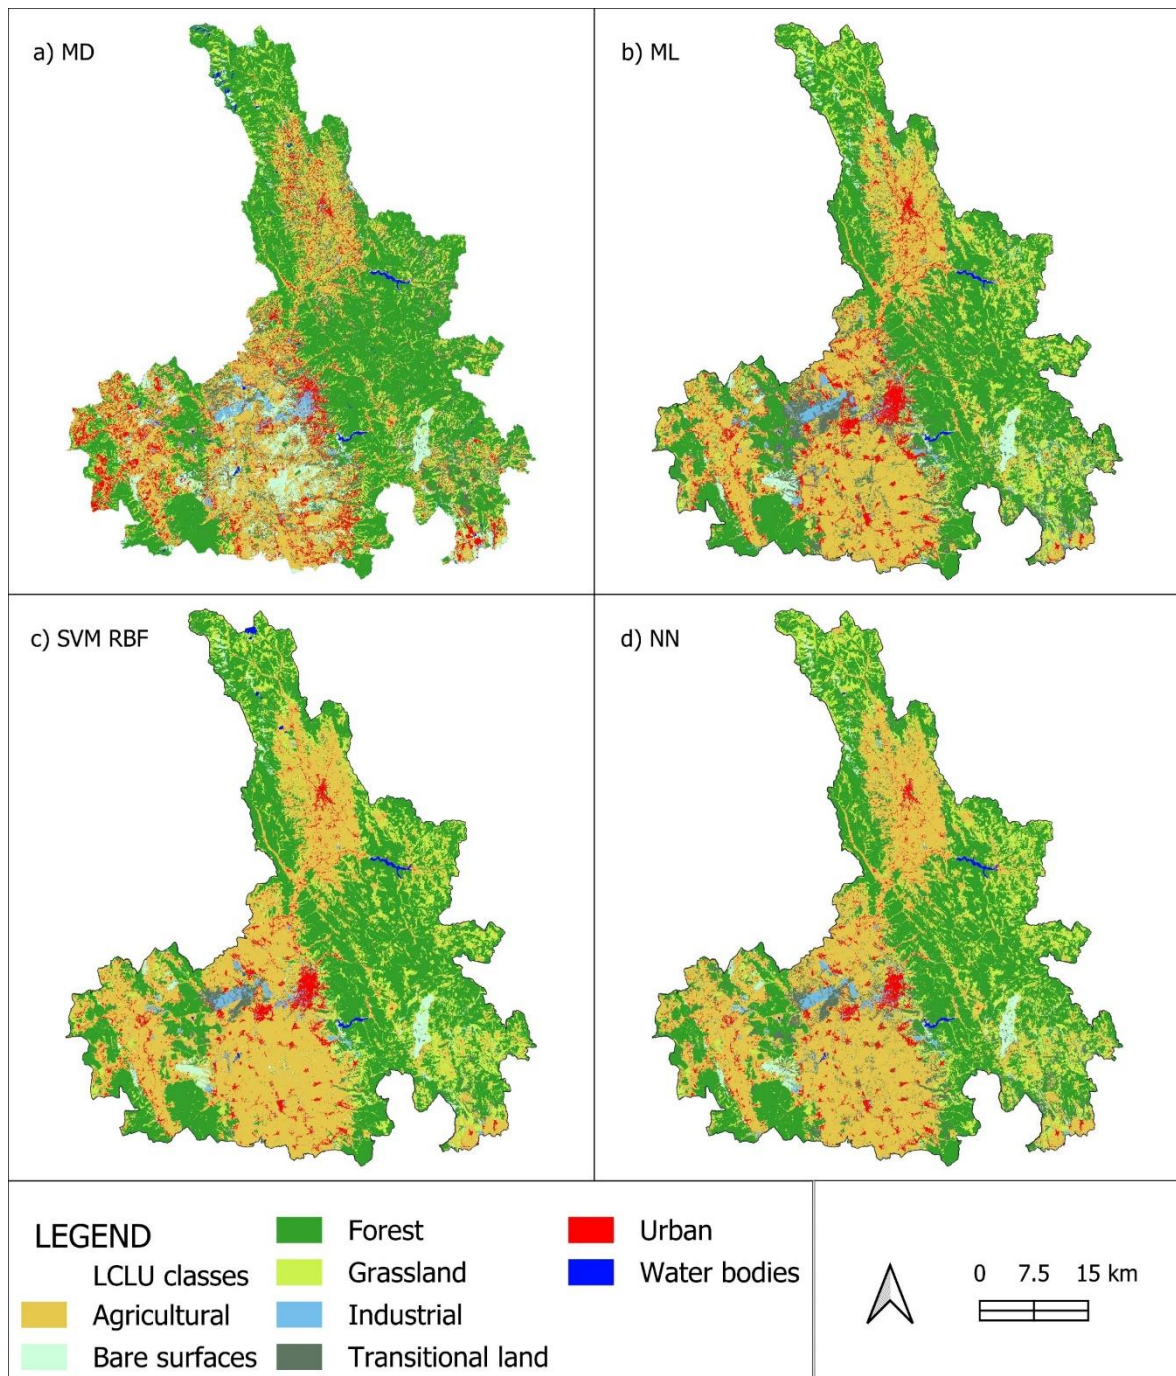 a) MD
b) ML
c) SVM RBF
d) NN
LEGEND
LCLU classes
Agricultural
Bare surfaces
Forest
Grassland
Industrial
Transitional land
Urban
Water bodies
0 7.5 15 km